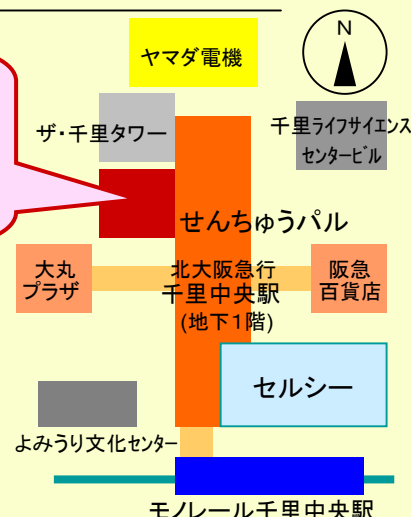 N
ヤマダ電機
ザ・千里タワー
千里ライフサイエンス
センタービル
せんちゅうパル
大丸
プラザ
北大阪急行
千里中央駅
(地下1階)
阪急
百貨店
セルシー
よみうり文化センター
モノレール千里中央駅